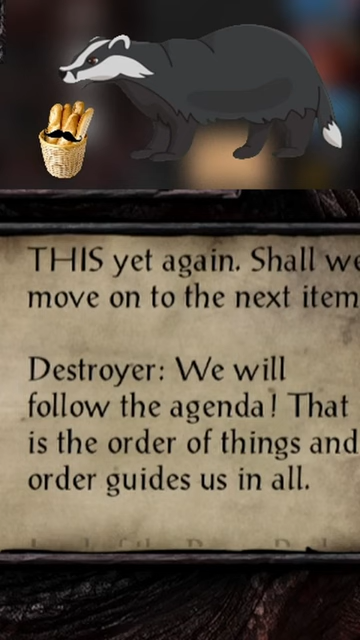 THIS yet again. Shall we
move on to the next item
Destroyer: We will
follow the agenda! That
is the order of things and
order guides us in all.